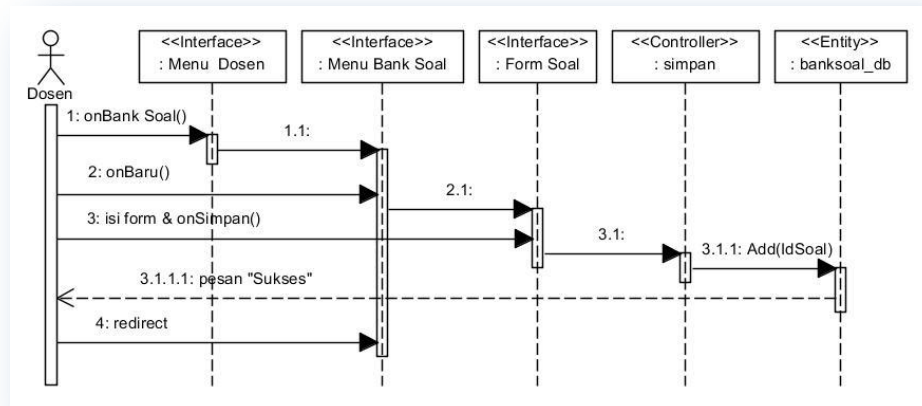 <<Interface>>
: Menu Dosen
<<Interface>>
: Menu Bank Soal
<<Interface>>
: Form Soal
<<Controller>>
: simpan
<<Entity>>
: banksoal_db
Dosen
1: onBank Soal()
1.1:
2: onBaru()
2.1:
3: isi form & onSimpan()
3.1:
3.1.1: Add(IdSoal)
3.1.1.1: pesan "Sukses"
4: redirect